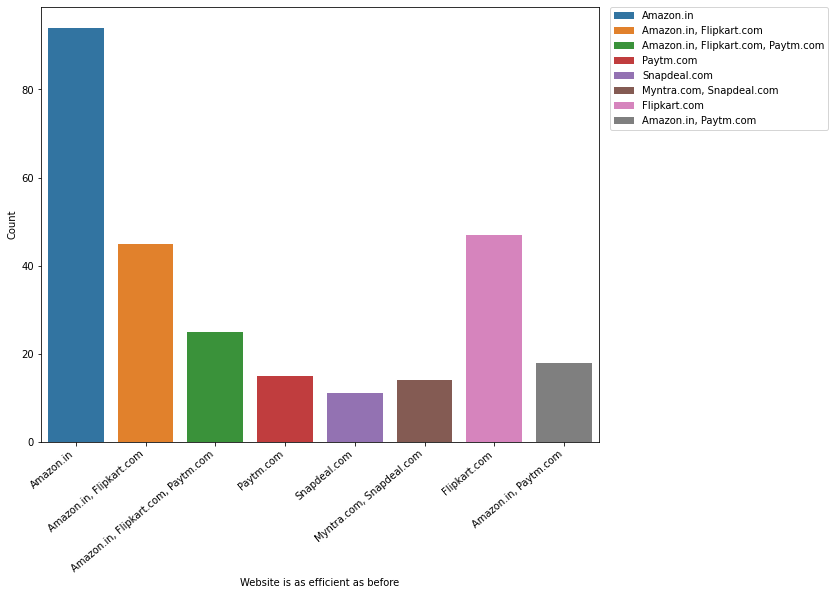 Amazon.in
Amazon.in, Flipkart.com
Amazon.in, Flipkart.com, Paytm.com
Paytm.com
Snapdeal.com
Myntra.com, Snapdeal.com
Flipkart.com
Amazon.in, Paytm.com
Count
80
60
40
20
0
Amazon.in
Amazon.in, Flipkart.com
Amazon.in, Flipkart.com, Paytm.com
Paytm.com
Snapdeal.com
Myntra.com, Snapdeal.com
Flipkart.com
Amazon.in, Paytm.com
Website is as efficient as before